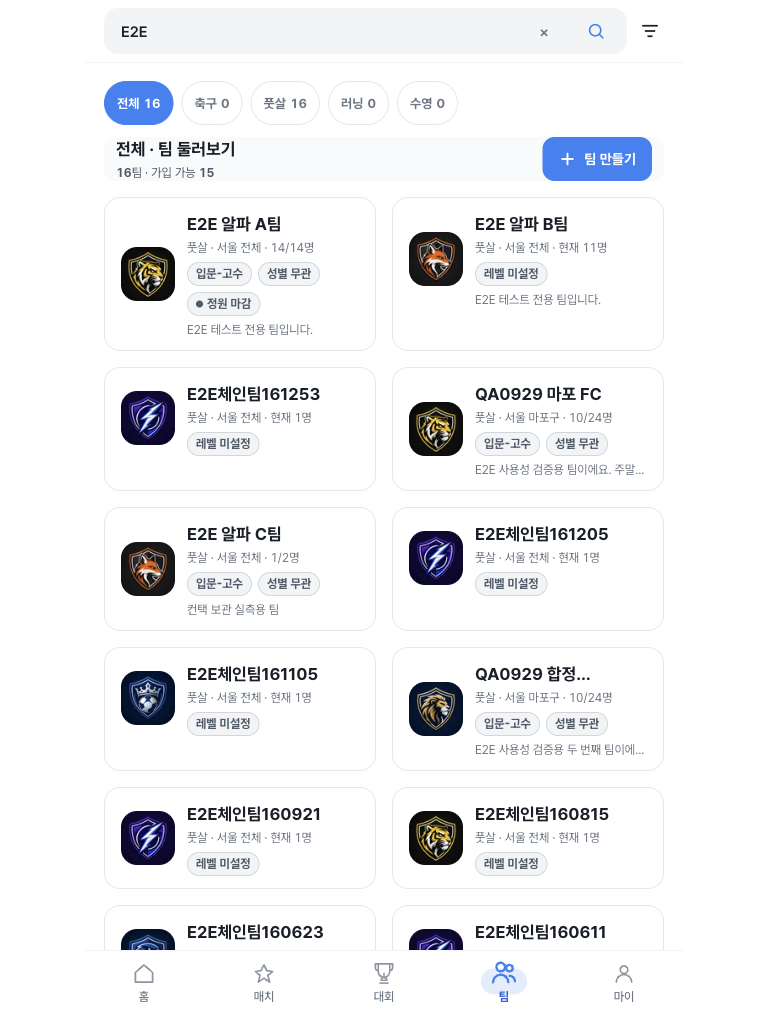 E2E ×
전체 16 축구 0 풋살 16 러닝 0 수영 0
전체 · 팀 둘러보기
16팀 · 가입 가능 15
+ 팀 만들기
E2E 알파 A팀
풋살 · 서울 전체 · 14/14명
입문-고수 성별 무관
정원 마감
E2E 테스트 전용 팀입니다.
E2E 알파 B팀
풋살 · 서울 전체 · 현재 11명
레벨 미설정
E2E 테스트 전용 팀입니다.
E2E체인팀161253
풋살 · 서울 전체 · 현재 1명
레벨 미설정
QA0929 마포 FC
풋살 · 서울 마포구 · 10/24명
입문-고수 성별 무관
E2E 사용성 검증용 팀이에요. 주말...
E2E 알파 C팀
풋살 · 서울 전체 · 1/2명
입문-고수 성별 무관
컨택 보관 실측용 팀
E2E체인팀161205
풋살 · 서울 전체 · 현재 1명
레벨 미설정
E2E체인팀161105
풋살 · 서울 전체 · 현재 1명
레벨 미설정
QA0929 합정...
풋살 · 서울 마포구 · 10/24명
입문-고수 성별 무관
E2E 사용성 검증용 두 번째 팀이에...
E2E체인팀160921
풋살 · 서울 전체 · 현재 1명
레벨 미설정
E2E체인팀160815
풋살 · 서울 전체 · 현재 1명
레벨 미설정
E2E체인팀160623
E2E체인팀160611
홈 매치 대회 팀 마이